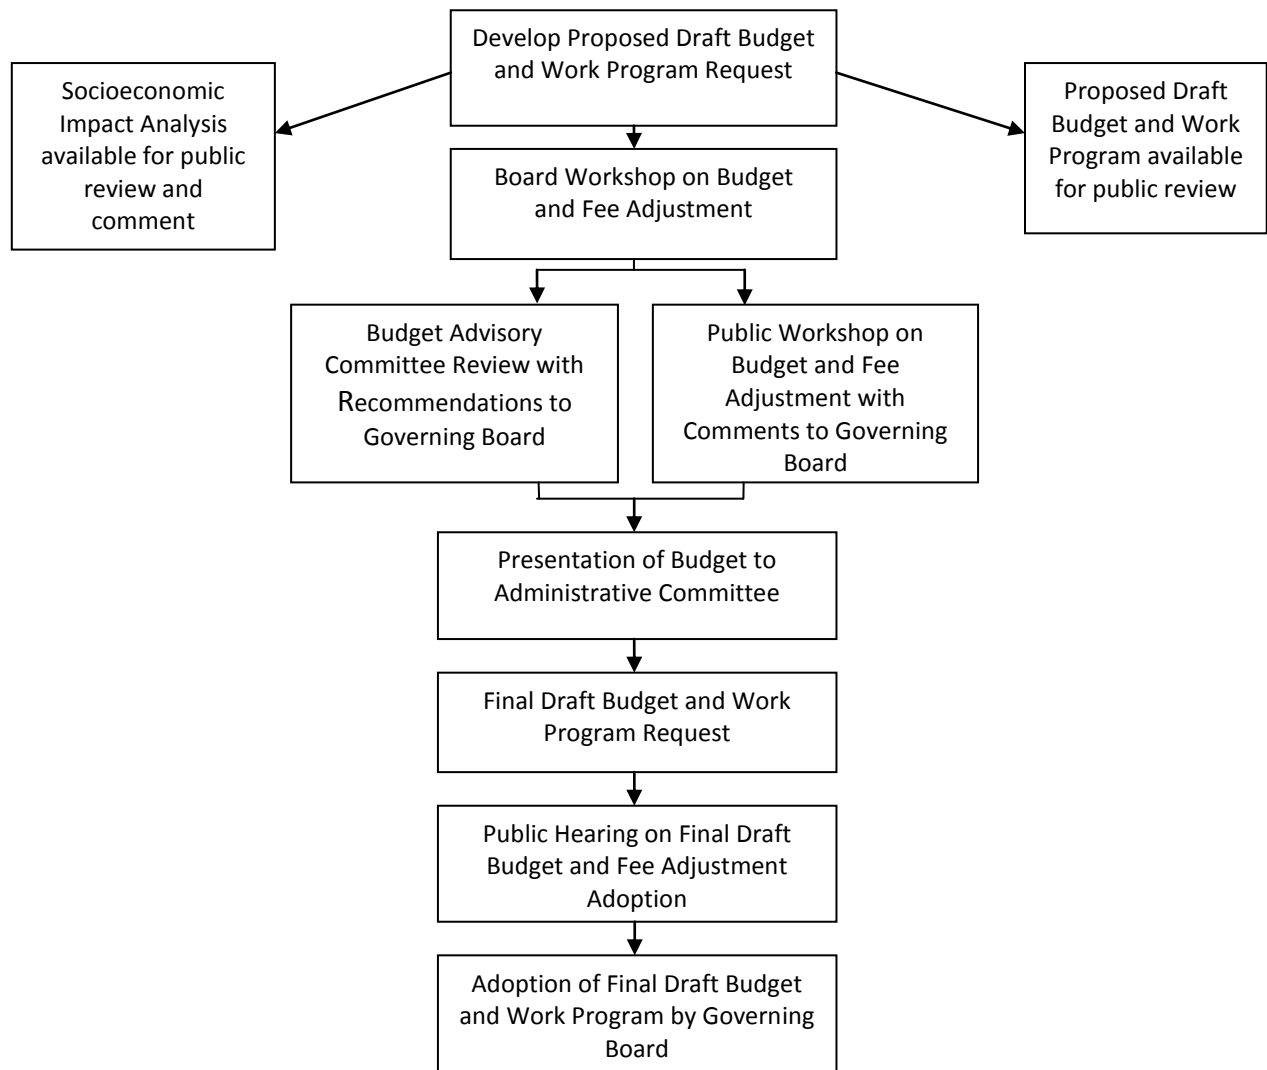 Develop Proposed Draft Budget
and Work Program Request
Socioeconomic
Impact Analysis
available for public
review and
comment
Proposed Draft
Budget and Work
Program available
for public review
Board Workshop on Budget
and Fee Adjustment
Budget Advisory
Committee Review with
Recommendations to
Governing Board
Public Workshop on
Budget and Fee
Adjustment with
Comments to Governing
Board
Presentation of Budget to
Administrative Committee
Final Draft Budget and Work
Program Request
Public Hearing on Final Draft
Budget and Fee Adjustment
Adoption
Adoption of Final Draft Budget
and Work Program by Governing
Board